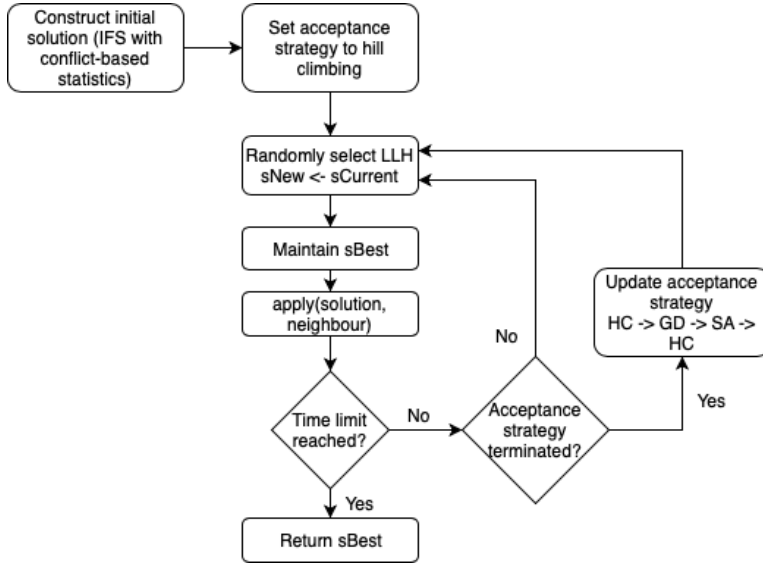 Construct initial
solution (IFS with
conflict-based
statistics)
Set acceptance
strategy to hill
climbing
Randomly select LLH
sNew <- sCurrent
Maintain sBest
apply(solution,
neighbour)
Time limit
reached?
No
Yes
Return sBest
Acceptance
strategy
terminated?
No
Yes
Update acceptance
strategy
HC -> GD -> SA ->
HC